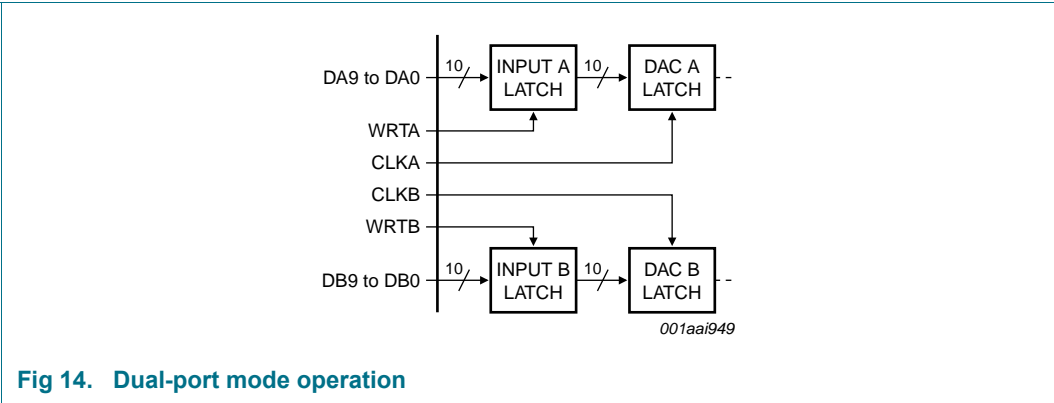 DA9 to DA0
10
INPUT A
LATCH
10
DAC A
LATCH
WRTA
CLKA
CLKB
WRTB
DB9 to DB0
10
INPUT B
LATCH
10
DAC B
LATCH
001aai949
Fig 14. Dual-port mode operation